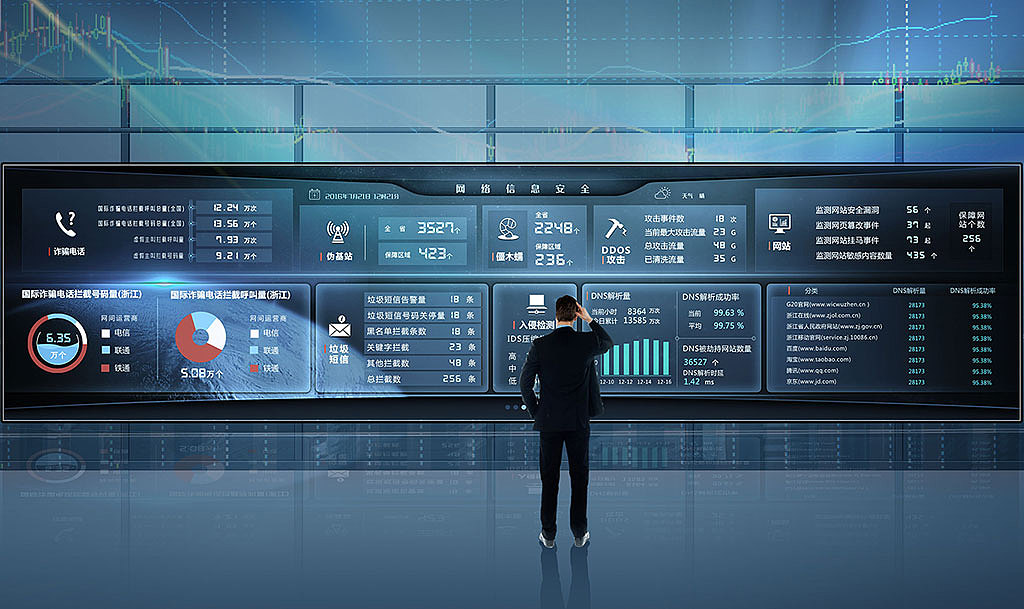 网络信息安全
2016年7月21日 12时21分
天气 晴
诈骗电话
国际诈骗电话拦截呼叫总量(全国) 12.24 万次
国际诈骗电话拦截号码总量(全国) 13.56 万个
虚假主叫拦截呼叫量 7.93 万次
虚假主叫拦截号码量 9.21 万个
伪基站
全省 3527个
保障区域 423个
僵木蠕
全省
2248个
保障区域
236个
DDOS
攻击
攻击事件数 18 次
当前最大攻击流量 23 G
总攻击流量 48 G
已清洗流量 35 G
网站
监测网站安全漏洞 56 个
监测网页篡改事件 37 起
监测网站挂马事件 73 起
监测网站敏感内容数量 435 个
保障网
站个数
256
个
国际诈骗电话拦截号码量(浙江)
6.35
万个
网间运营商
电信
联通
铁通
国际诈骗电话拦截呼叫量(浙江)
5.08万个
网间运营商
电信
联通
铁通
垃圾
短信
垃圾短信告警量 18 条
垃圾短信号码关停量 18 条
黑名单拦截条数 18 条
关键字拦截 23 条
其他拦截数 48 条
总拦截数 256 条
入侵检测
高
中
低
DNS解析量
当前小时 8364 万次
日累计 13585 万次
12-10 12-12 12-14 12-16
DNS解析成功率
当前 99.63 %
平均 99.75 %
DNS被劫持网站数量
36527 个
DNS解析时延
1.42 ms
分类 DNS解析量 DNS解析成功率
G20官网(www.wicwuzhen.cn) 28173 95.38%
浙江在线(www.zjol.com.cn) 28173 95.38%
浙江省人民政府网站(www.zj.gov.cn) 28173 95.38%
浙江移动官网(service.zj.10086.cn) 28173 95.38%
百度(www.baidu.com) 28173 95.38%
淘宝(www.taobao.com) 28173 95.38%
腾讯(www.qq.com) 28173 95.38%
京东(www.jd.com) 28173 95.38%